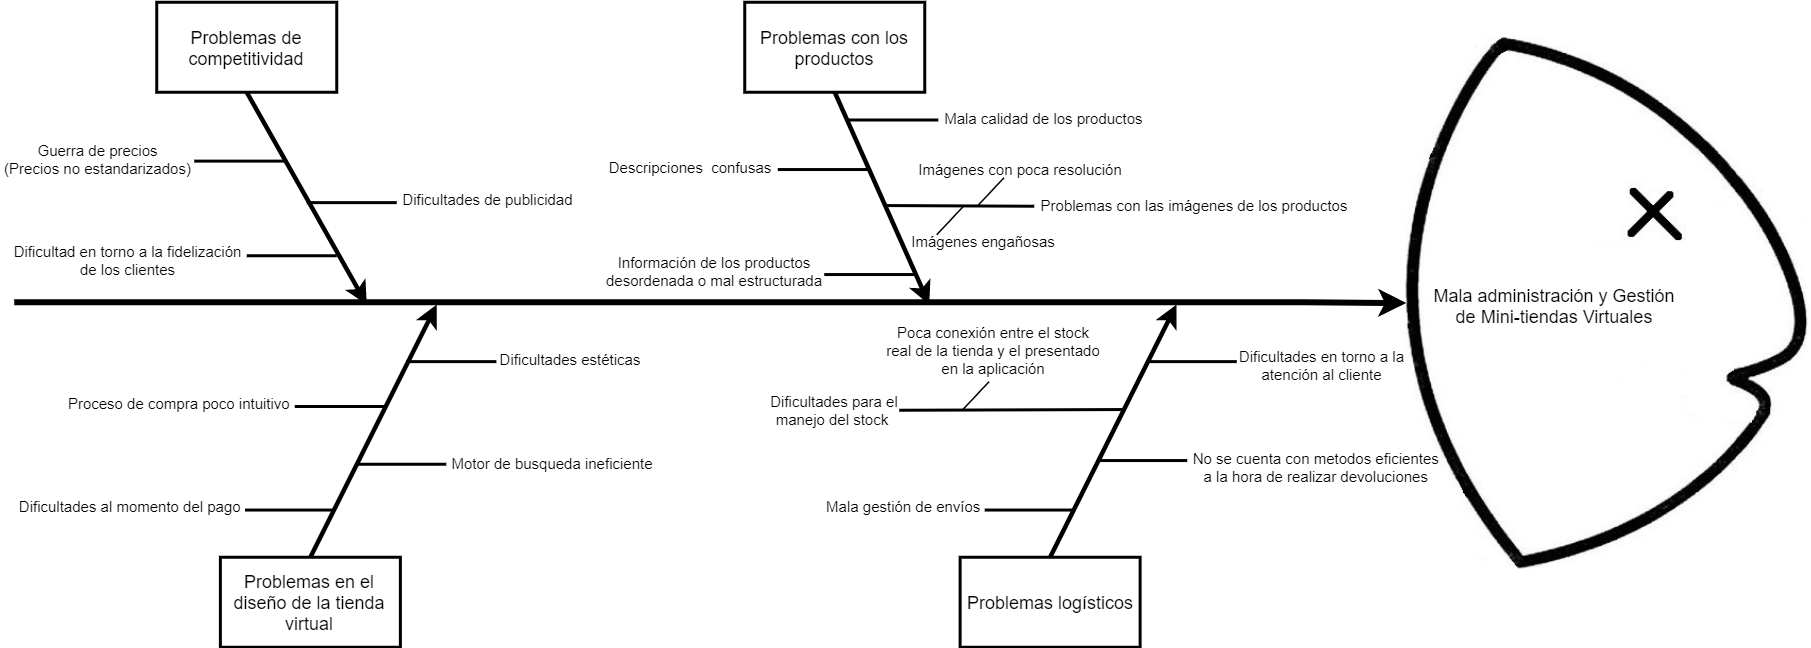 Problemas de
competitividad
Guerra de precios
(Precios no estandarizados)
Dificultades de publicidad
Dificultad en torno a la fidelización
de los clientes
Problemas con los
productos
Mala calidad de los productos
Descripciones confusas
Imágenes con poca resolución
Problemas con las imágenes de los productos
Imágenes engañosas
Información de los productos
desordenada o mal estructurada
Mala administración y Gestión
de Mini-tiendas Virtuales
Dificultades estéticas
Proceso de compra poco intuitivo
Motor de busqueda ineficiente
Dificultades al momento del pago
Problemas en el
diseño de la tienda
virtual
Poca conexión entre el stock
real de la tienda y el presentado
en la aplicación
Dificultades en torno a la
atención al cliente
Dificultades para el
manejo del stock
No se cuenta con metodos eficientes
a la hora de realizar devoluciones
Mala gestión de envíos
Problemas logísticos